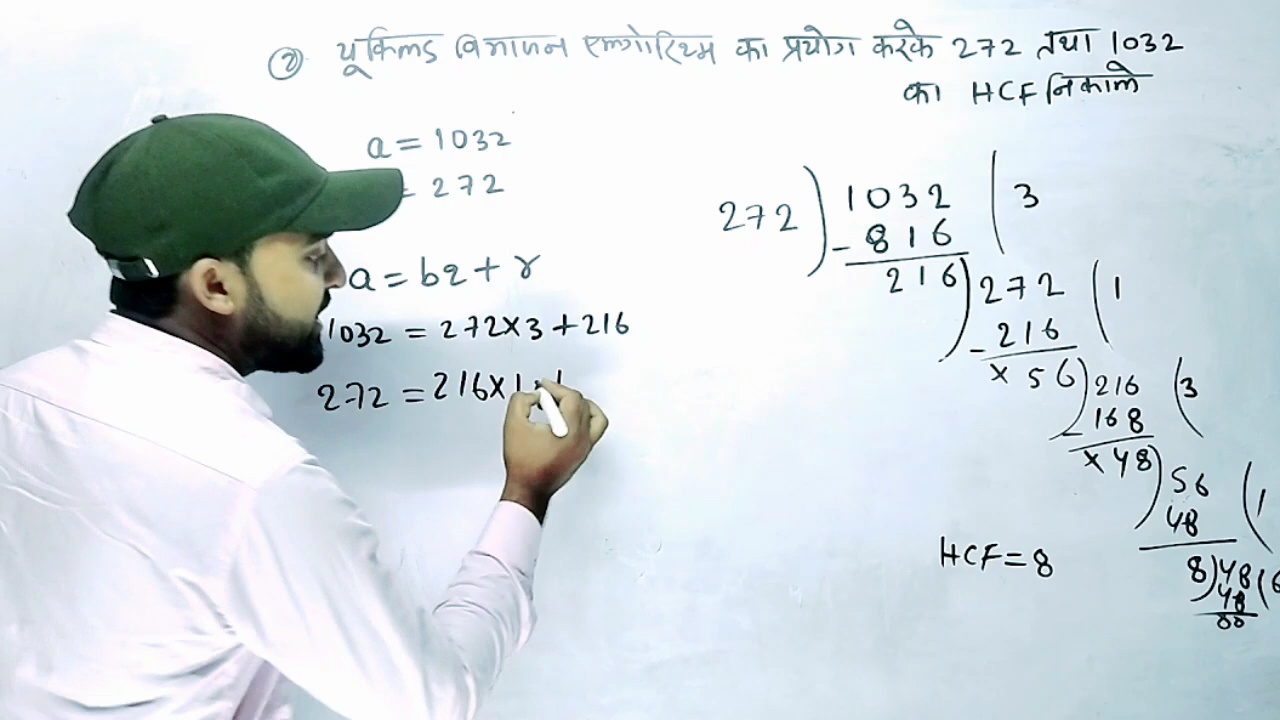 ② यूक्लिड विभाजन एल्गोरिथ्म का प्रयोग करके 272 तथा 1032
का HCF निकाले
a = 1032
= 272
a = bq + r
1032 = 272×3+216
272 = 216×1
272 ) 1032 ( 3
- 816
216 ) 272 ( 1
- 216
× 56 ) 216 ( 3
- 168
× 48 ) 56 ( 1
48
8 ) 48 ( 6
48
00
HCF = 8